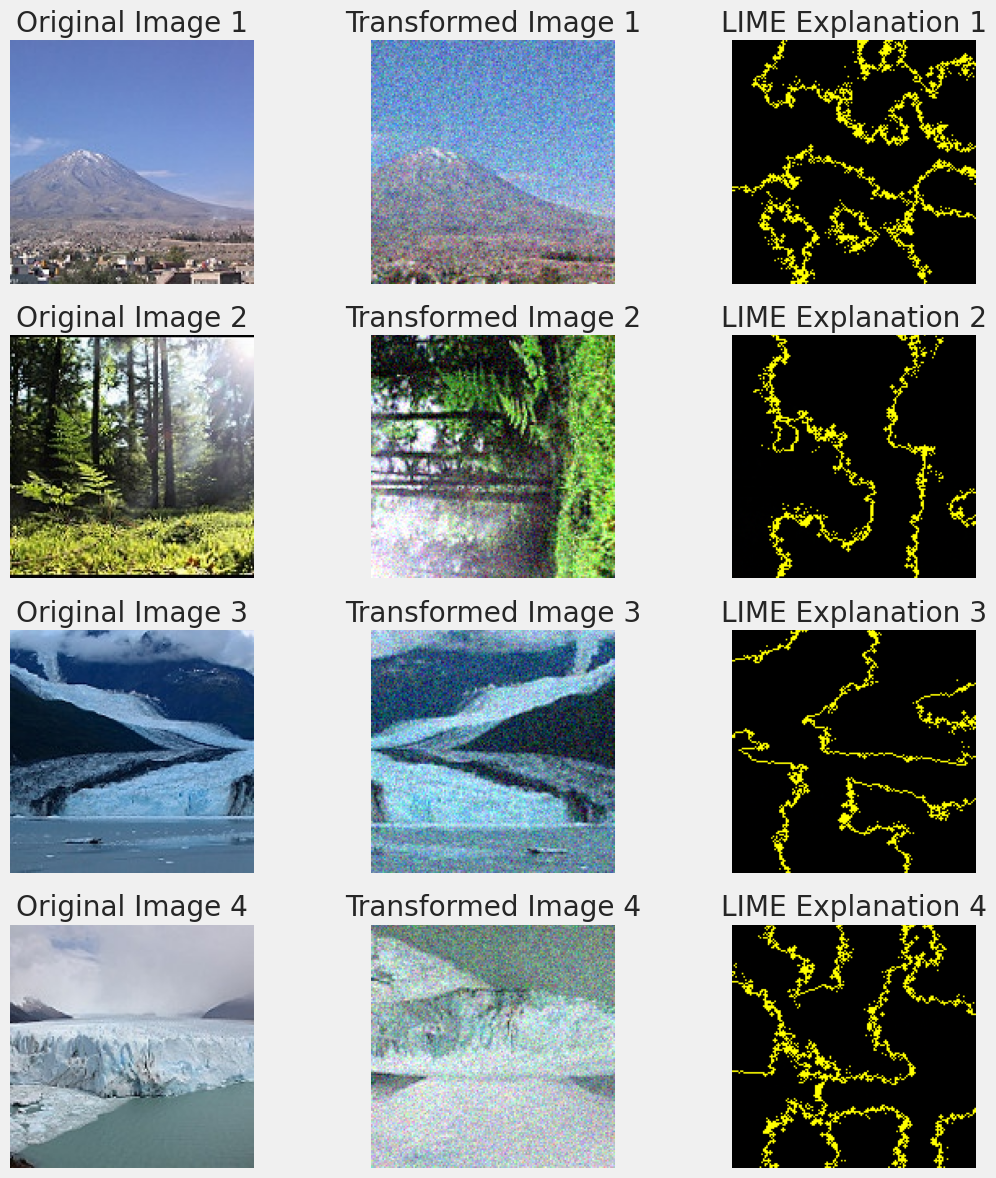 Original Image 1 Transformed Image 1 LIME Explanation 1
Original Image 2 Transformed Image 2 LIME Explanation 2
Original Image 3 Transformed Image 3 LIME Explanation 3
Original Image 4 Transformed Image 4 LIME Explanation 4